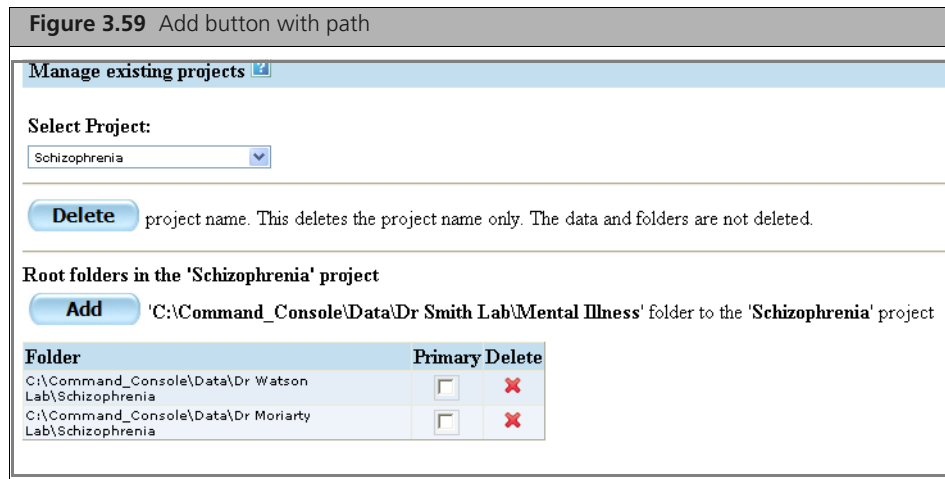 Figure 3.59 Add button with path
Manage existing projects ?
Select Project:
Schizophrenia
Delete project name. This deletes the project name only. The data and folders are not deleted.
Root folders in the 'Schizophrenia' project
Add 'C:\Command_Console\Data\Dr Smith Lab\Mental Illness' folder to the 'Schizophrenia' project
Folder Primary Delete
C:\Command_Console\Data\Dr Watson
Lab\Schizophrenia
C:\Command_Console\Data\Dr Moriarty
Lab\Schizophrenia